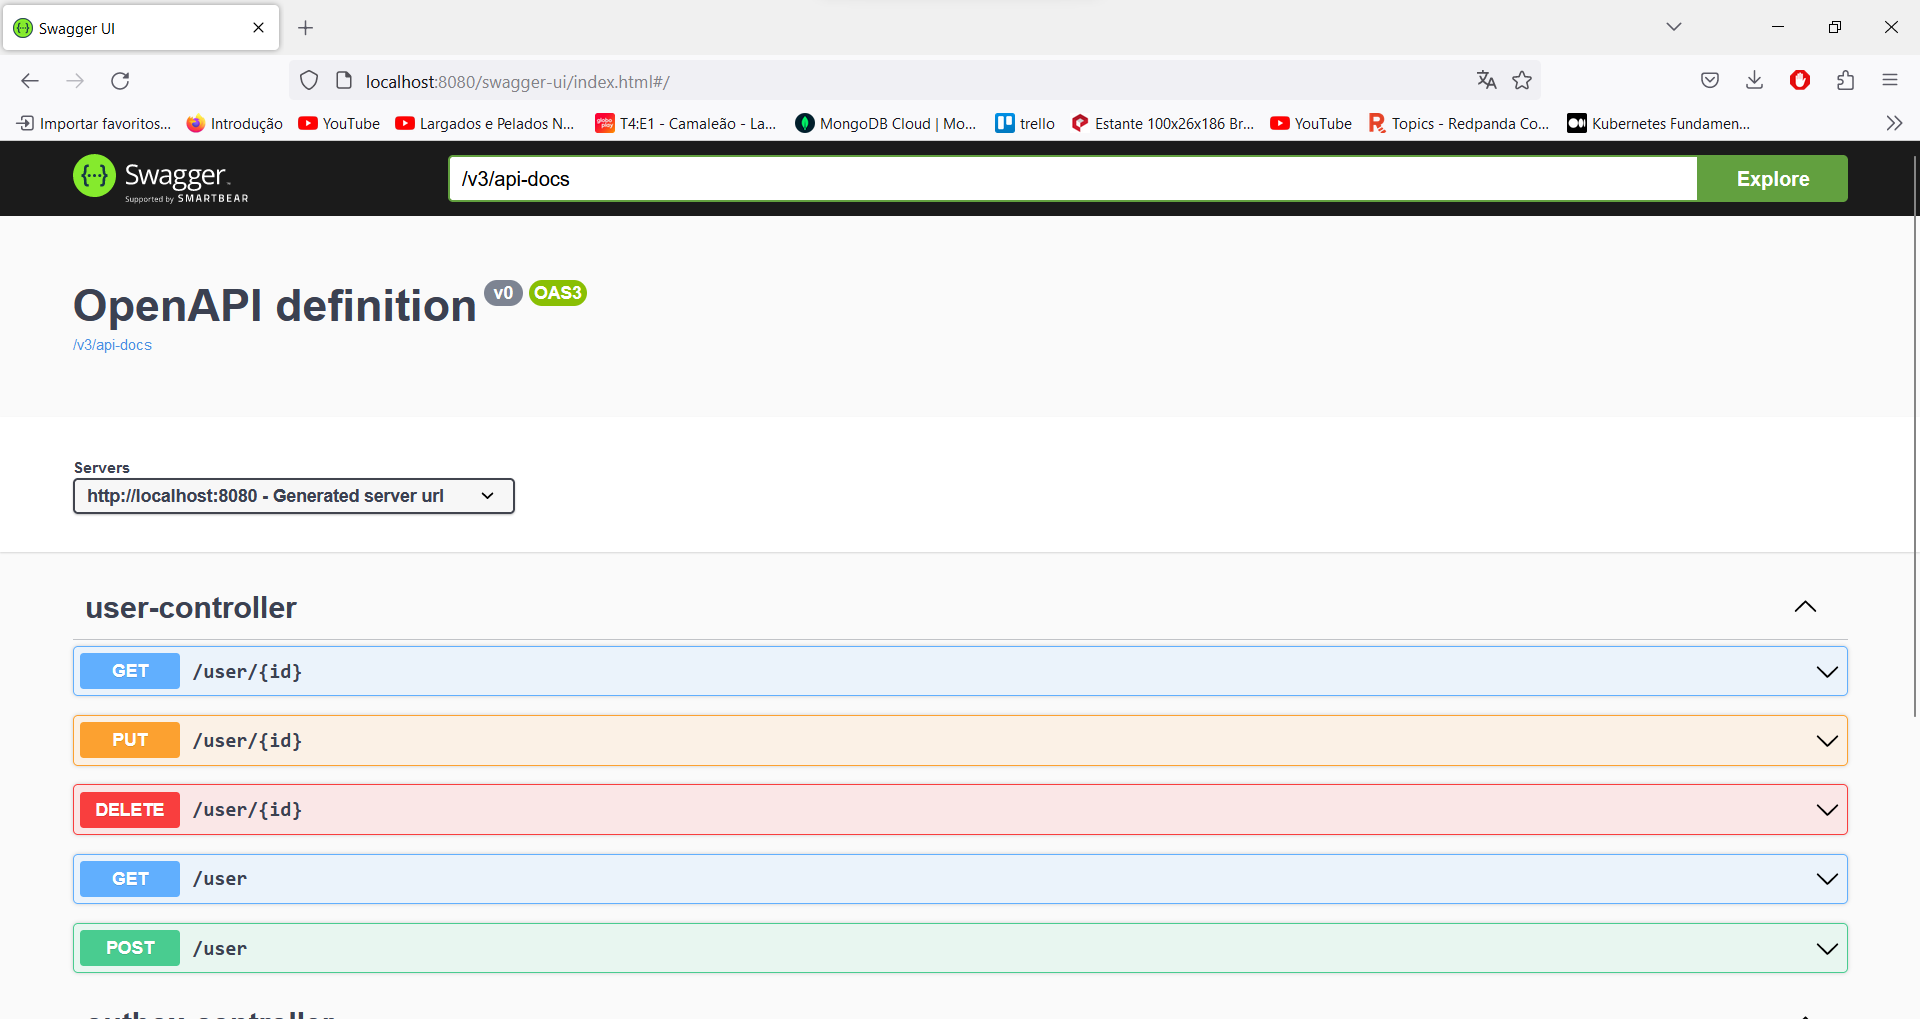 Swagger UI
localhost:8080/swagger-ui/index.html#/
Importar favoritos...
Introdução
YouTube
Largados e Pelados N...
globo play
T4:E1 - Camaleão - La...
MongoDB Cloud | Mo...
trello
Estante 100x26x186 Br...
YouTube
Topics - Redpanda Co...
Kubernetes Fundamen...
Swagger
Supported by SMARTBEAR
/v3/api-docs
Explore
OpenAPI definition v0 OAS3
/v3/api-docs
Servers
http://localhost:8080 - Generated server url
user-controller
GET /user/{id}
PUT /user/{id}
DELETE /user/{id}
GET /user
POST /user